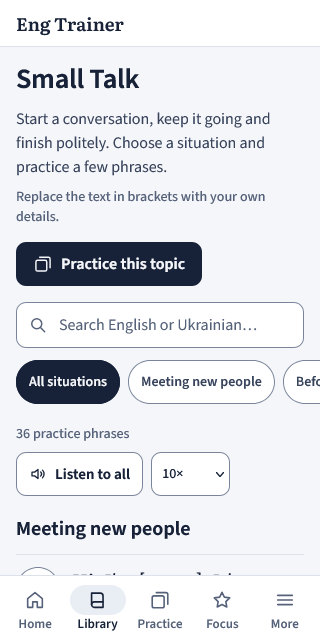 Eng Trainer
Small Talk
Start a conversation, keep it going and
finish politely. Choose a situation and
practice a few phrases.
Replace the text in brackets with your own
details.
Practice this topic
Search English or Ukrainian…
All situations
Meeting new people
36 practice phrases
Listen to all
10×
Meeting new people
Home
Library
Practice
Focus
More